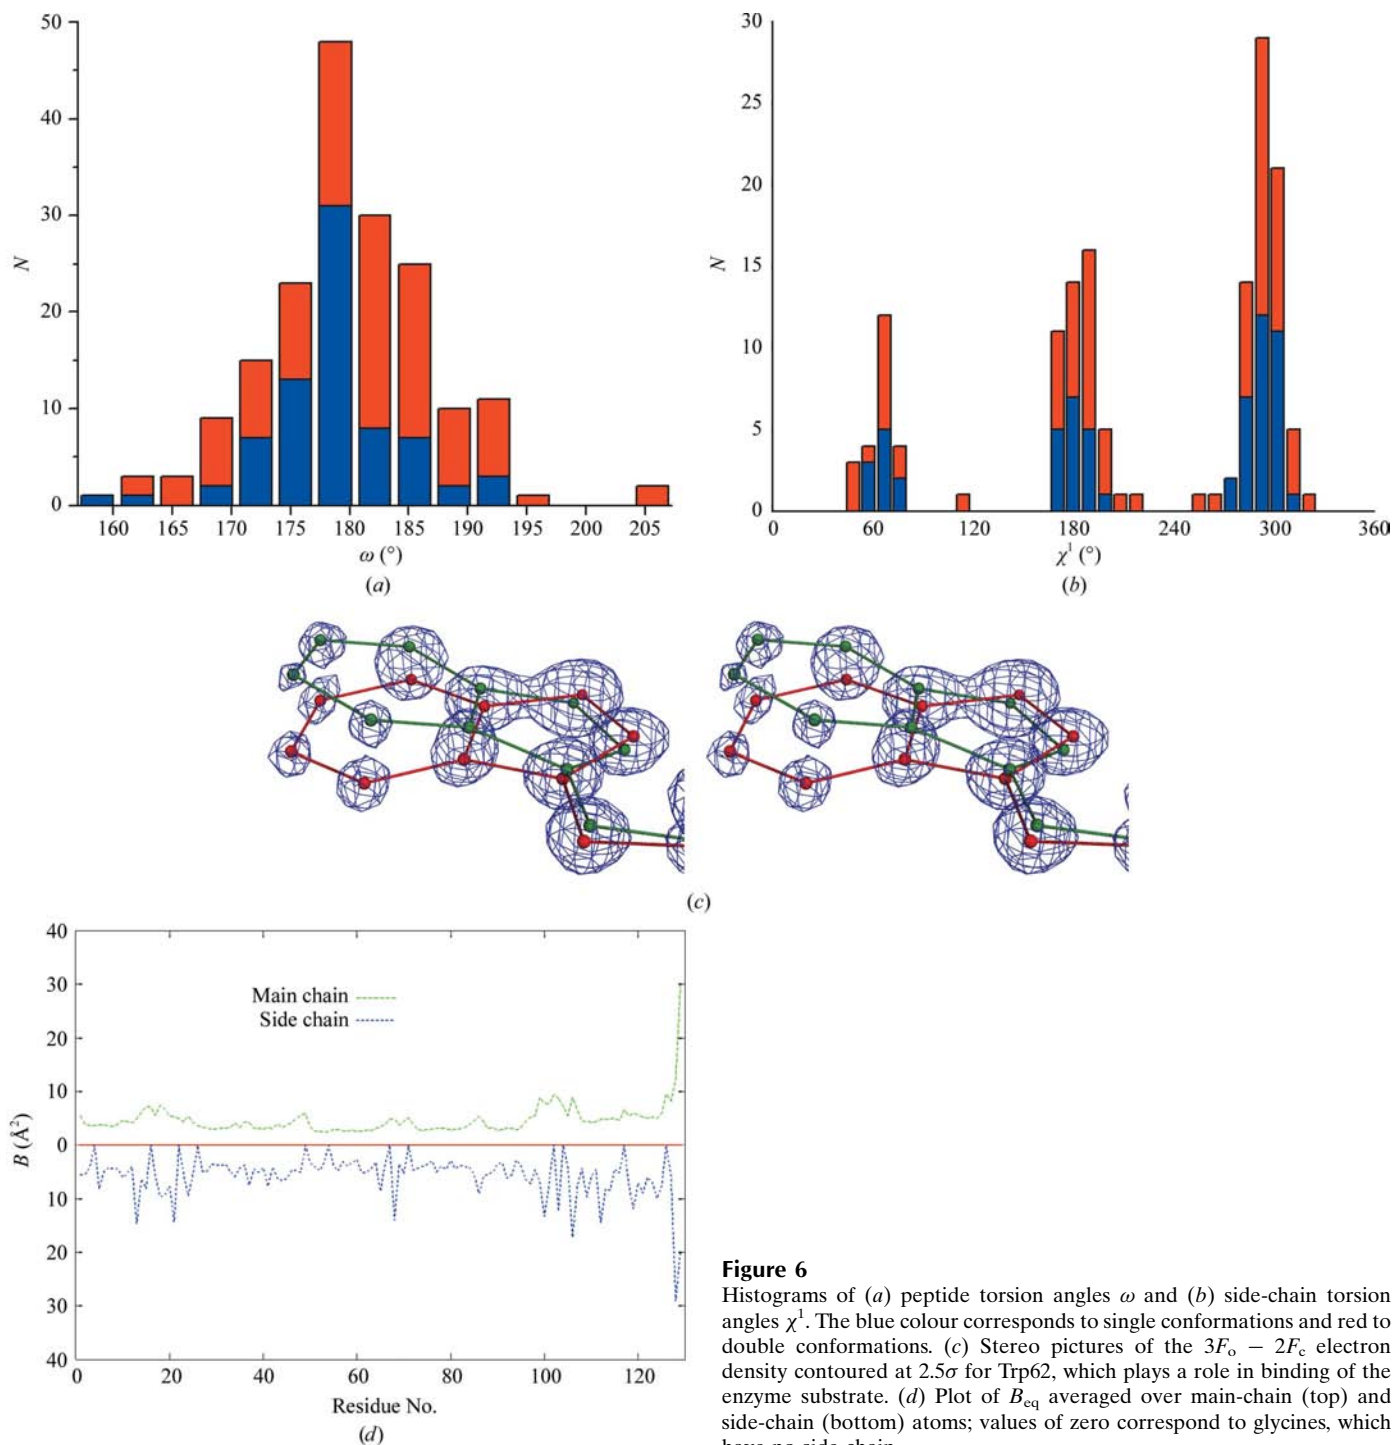 50
40
30
20
10
0
N
160 165 170 175 180 185 190 195 200 205
ω (°)
(a)
30
25
20
15
10
5
0
N
0 60 120 180 240 300 360
χ¹ (°)
(b)
(c)
40
30
20
10
0
10
20
30
40
B (Å²)
Main chain
Side chain
0 20 40 60 80 100 120
Residue No.
(d)
Figure 6
Histograms of (a) peptide torsion angles ω and (b) side-chain torsion
angles χ¹. The blue colour corresponds to single conformations and red to
double conformations. (c) Stereo pictures of the 3Fₒ − 2F_c electron
density contoured at 2.5σ for Trp62, which plays a role in binding of the
enzyme substrate. (d) Plot of B_eq averaged over main-chain (top) and
side-chain (bottom) atoms; values of zero correspond to glycines, which